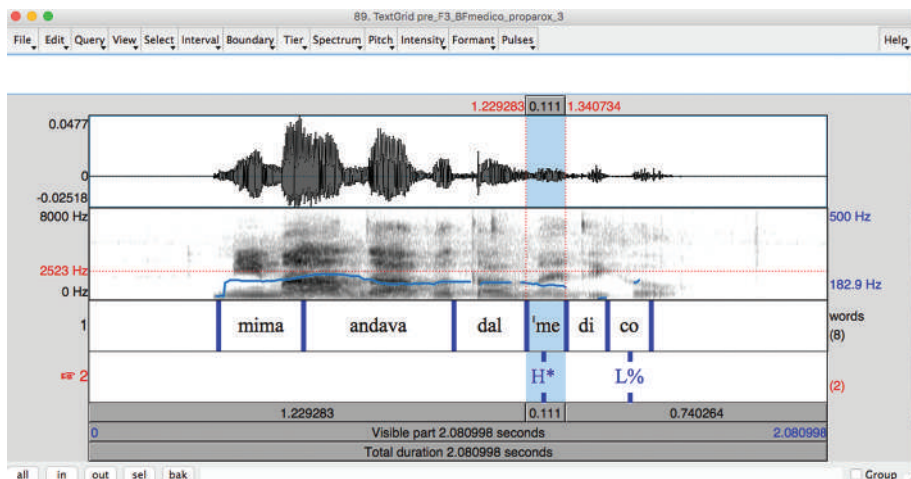 89. TextGrid pre_F3_BFmedico_proparox_3
File Edit Query View Select Interval Boundary Tier Spectrum Pitch Intensity Formant Pulses Help
1.229283 0.111 1.340734
0.0477
0
-0.02518
8000 Hz 500 Hz
2523 Hz
0 Hz 182.9 Hz
1 mima andava dal 'me di co words (8)
2 H* L% (2)
1.229283 0.111 0.740264
0 Visible part 2.080998 seconds 2.080998
Total duration 2.080998 seconds
all in out sel bak Group